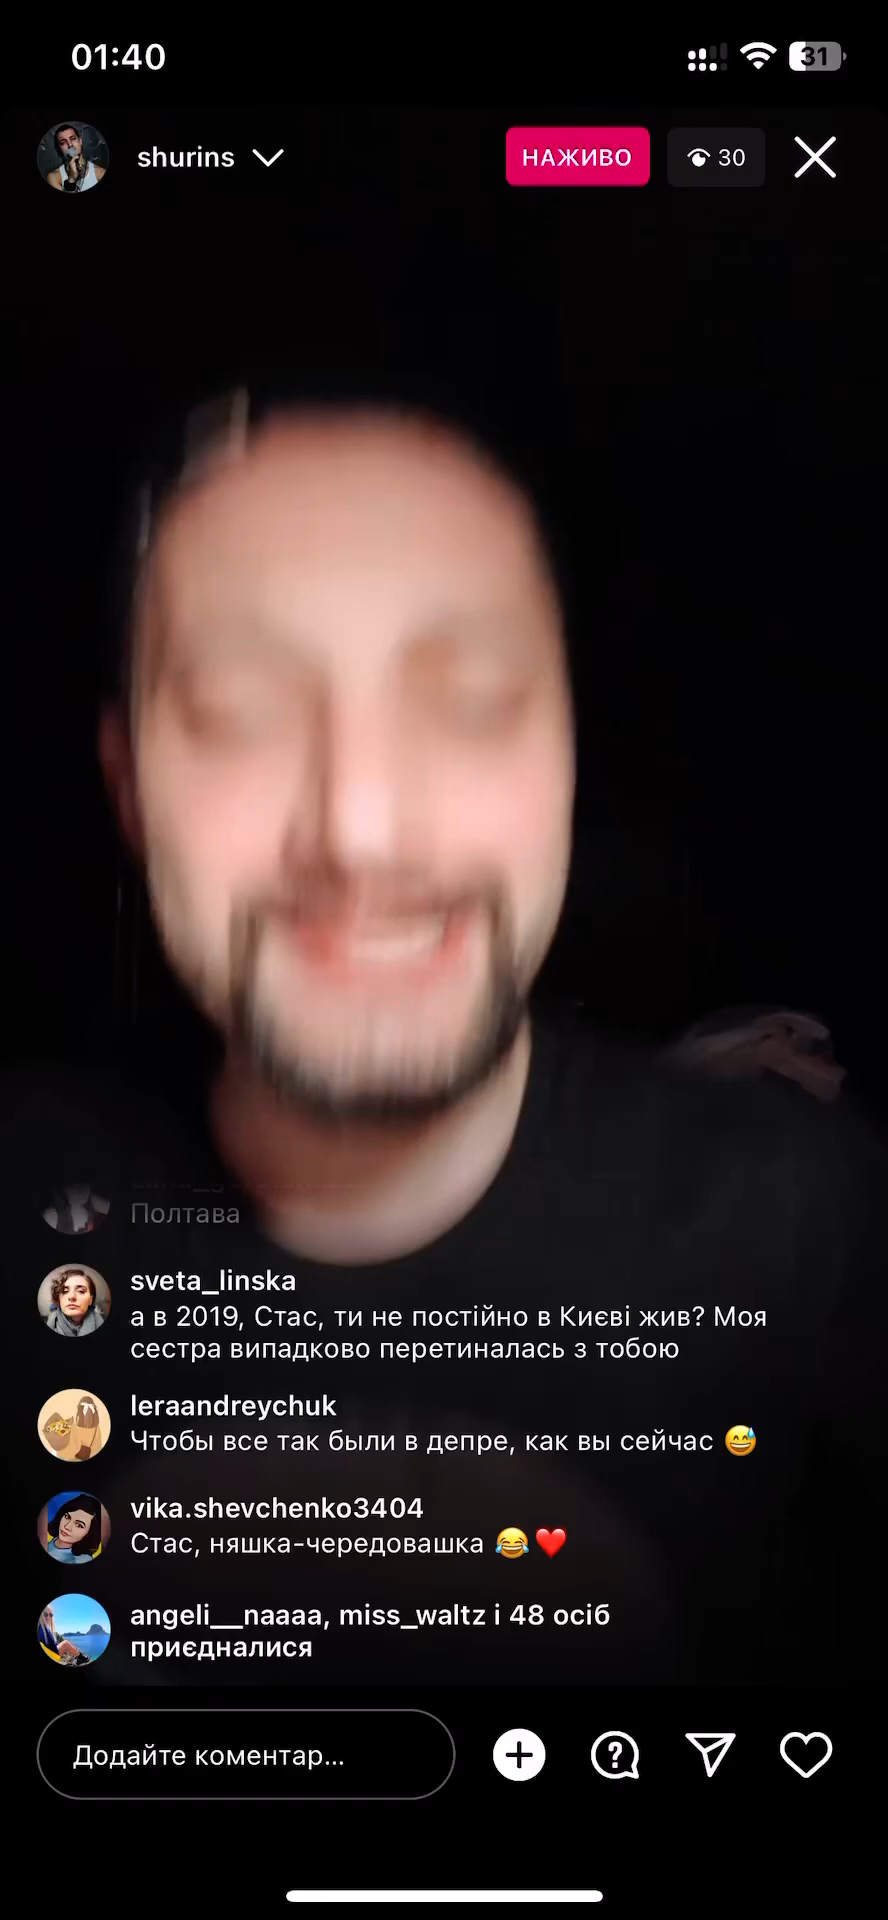 01:40
31
shurins
НАЖИВО
30
Полтава
sveta_linska
а в 2019, Стас, ти не постійно в Києві жив? Моя
сестра випадково перетиналась з тобою
leraandreychuk
Чтобы все так были в депре, как вы сейчас 😅
vika.shevchenko3404
Стас, няшка-чередовашка 😂❤️
angeli__naaaa, miss_waltz і 48 осіб
приєдналися
Додайте коментар...